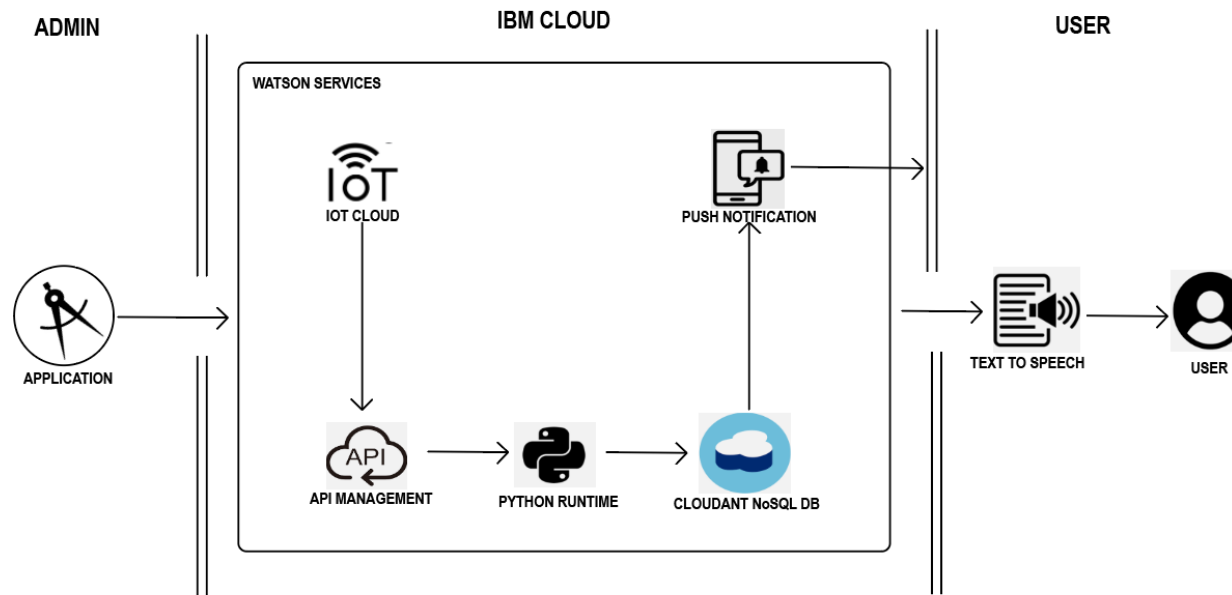 ADMIN
IBM CLOUD
USER
WATSON SERVICES
IoT
IOT CLOUD
PUSH NOTIFICATION
APPLICATION
TEXT TO SPEECH
USER
API
API MANAGEMENT
PYTHON RUNTIME
CLOUDANT NoSQL DB